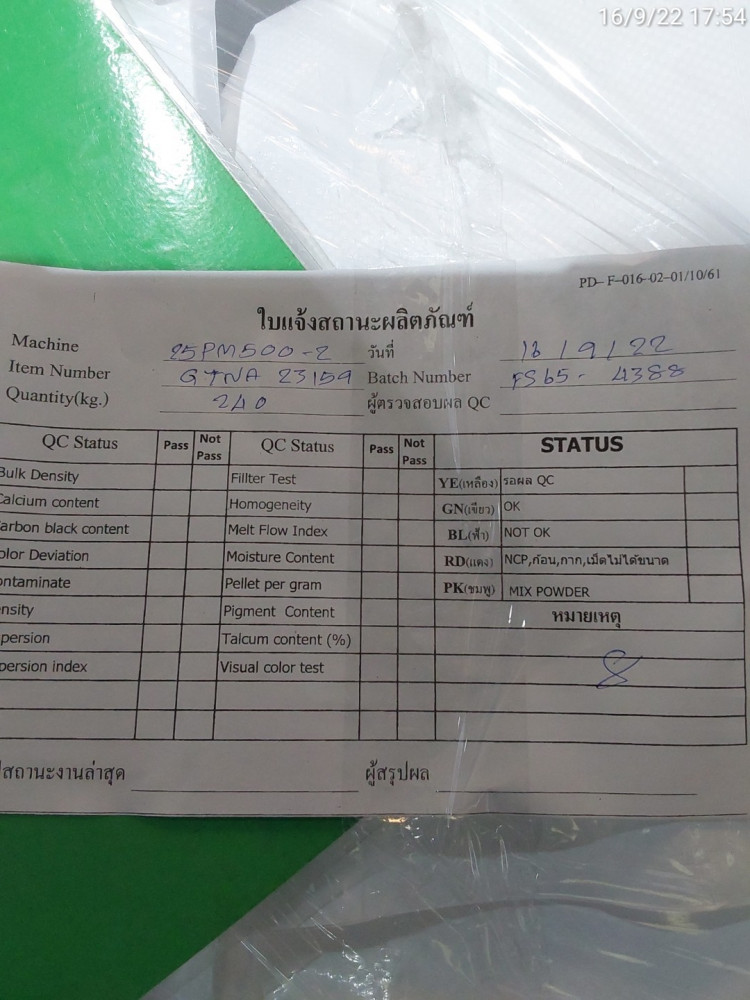 16/9/22 17:54
PD-F-016-02-01/10/61
ใบแจ้งสถานะผลิตภัณฑ์
Machine 25PM500-2 วันที่ 16/9/22
Item Number GTNA 23159 Batch Number FS65-4388
Quantity(kg.) 240 ผู้ตรวจสอบผล QC
QC Status Pass Not Pass QC Status Pass Not Pass STATUS
Bulk Density Fillter Test YE(เหลือง) รอผล QC
Calcium content Homogeneity GN(เขียว) OK
arbon black content Melt Flow Index BL(ฟ้า) NOT OK
olor Deviation Moisture Content RD(แดง) NCP,ก้อน,กาก,เม็ดไม่ได้ขนาด
ontaminate Pellet per gram PK(ชมพู) MIX POWDER
nsity Pigment Content หมายเหตุ
persion Talcum content (%)
persion index Visual color test 8
สถานะงานล่าสุด ผู้สรุปผล